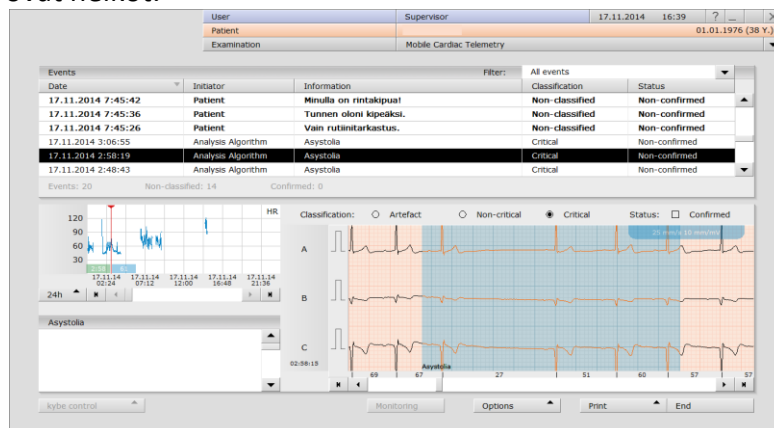 User Supervisor 17.11.2014 16:39 ? _
Patient 01.01.1976 (38 Y.)
Examination Mobile Cardiac Telemetry
Events Filter: All events
Date Initiator Information Classification Status
17.11.2014 7:45:42 Patient Minulla on rintakipua! Non-classified Non-confirmed
17.11.2014 7:45:36 Patient Tunnen oloni kipeäksi. Non-classified Non-confirmed
17.11.2014 7:45:26 Patient Vain rutiinitarkastus. Non-classified Non-confirmed
17.11.2014 3:06:55 Analysis Algorithm Asystolia Critical Non-confirmed
17.11.2014 2:58:19 Analysis Algorithm Asystolia Critical Non-confirmed
17.11.2014 2:48:43 Analysis Algorithm Asystolia Critical Non-confirmed
Events: 20 Non-classified: 14 Confirmed: 0
HR Classification: Artefact Non-critical Critical Status: Confirmed
120
90
60
30
17.11.14 17.11.14 17.11.14 17.11.14 17.11.14
02:24 07:12 12:00 16:48 21:36
24h
25 mm/s 10 mm/mV
A
B
C
Asystolia
02:58:15
Asystolia
69 67 27 51 60 57 57
kybe control Monitoring Options Print End